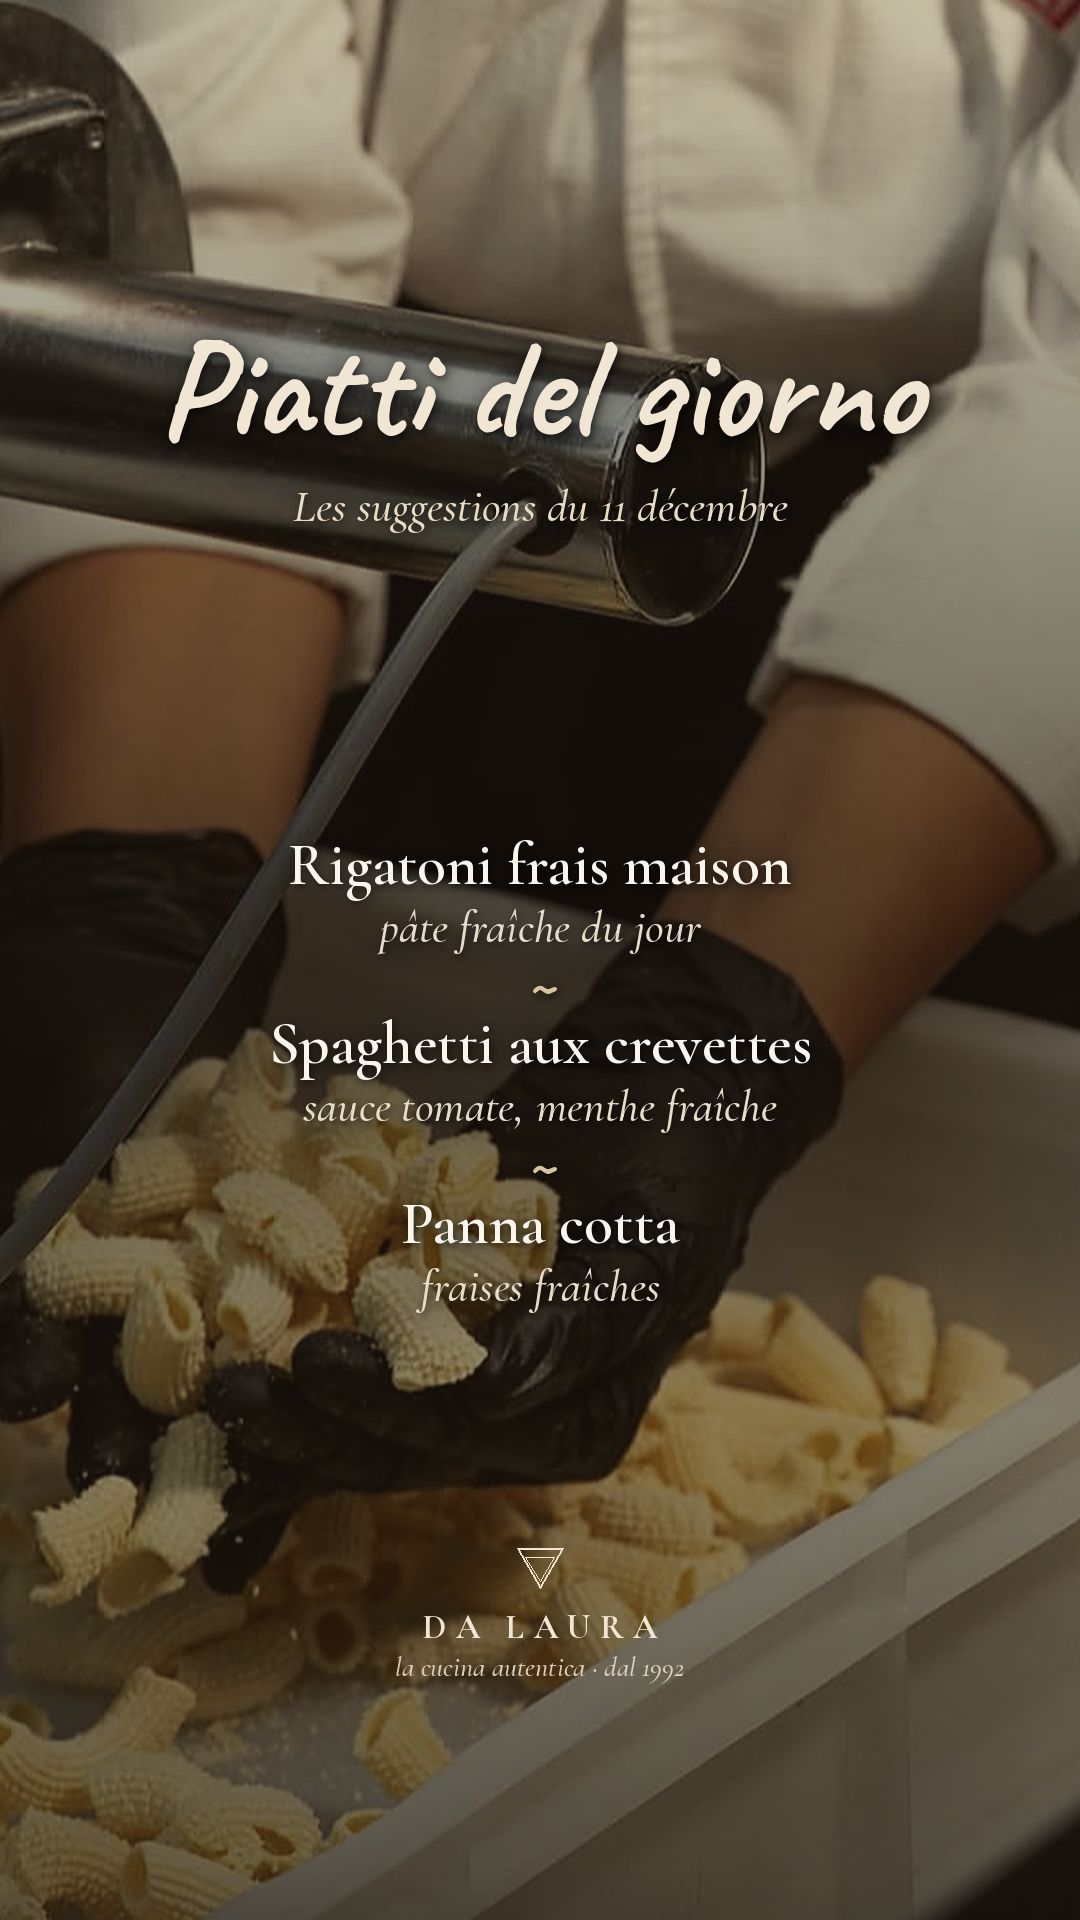 Piatti del giorno
Les suggestions du 11 décembre
Rigatoni frais maison
pâte fraîche du jour
~
Spaghetti aux crevettes
sauce tomate, menthe fraîche
~
Panna cotta
fraises fraîches
DA LAURA
la cucina autentica · dal 1992